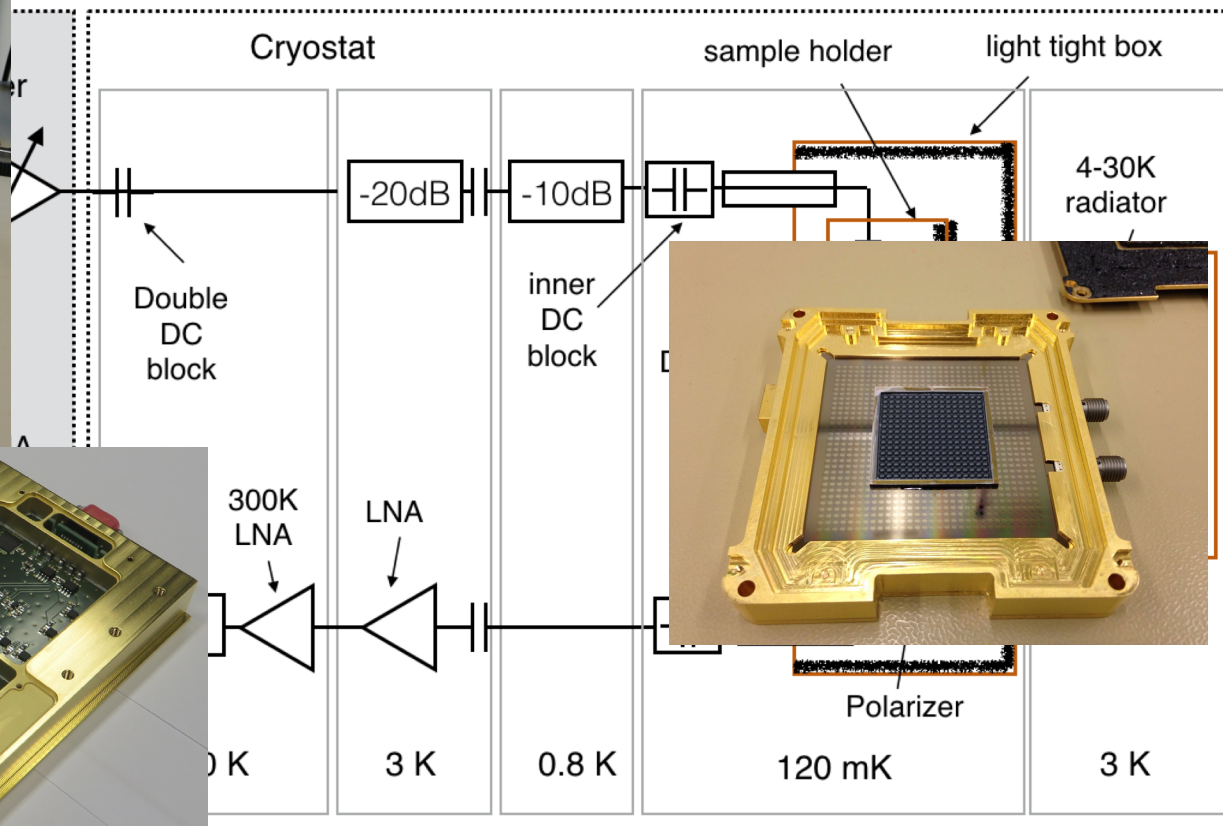 Cryostat
sample holder
light tight box
er
-20dB
-10dB
4-30K
radiator
Double
DC
block
inner
DC
block
300K
LNA
LNA
Polarizer
K
3 K
0.8 K
120 mK
3 K